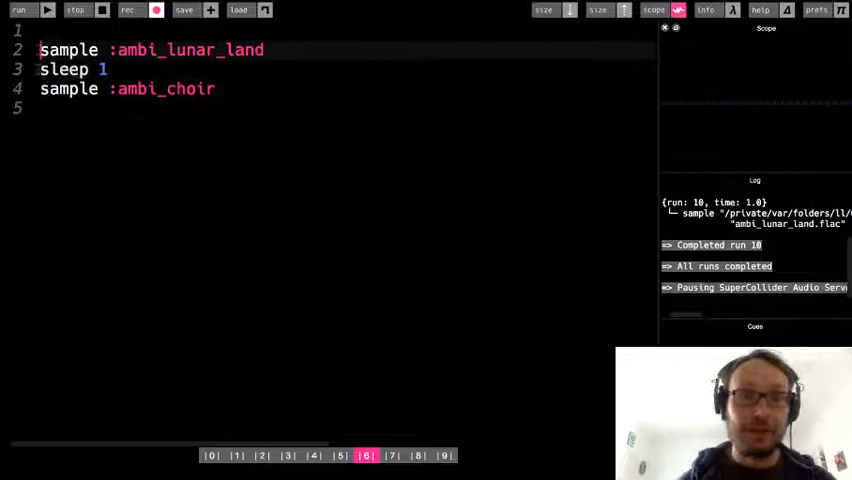 run stop rec save + load size size scope info λ help Δ prefs π
1
2 sample :ambi_lunar_land
3 sleep 1
4 sample :ambi_choir
5
Scope
Log
{run: 10, time: 1.0}
└─ sample "/private/var/folders/ll/
"ambi_lunar_land.flac"
=> Completed run 10
=> All runs completed
=> Pausing SuperCollider Audio Serv
Cues
|0| |1| |2| |3| |4| |5| |6| |7| |8| |9|